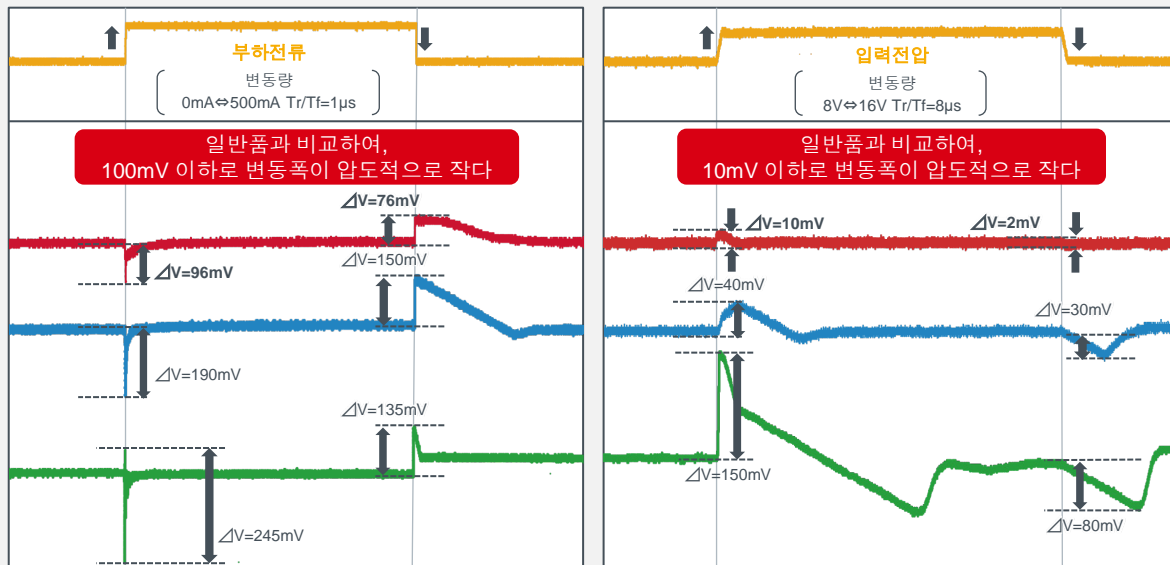 부하전류
변동량
0mA⇔500mA Tr/Tf=1µs
일반품과 비교하여,
100mV 이하로 변동폭이 압도적으로 작다
⊿V=76mV
⊿V=96mV
⊿V=150mV
⊿V=190mV
⊿V=135mV
⊿V=245mV
입력전압
변동량
8V⇔16V Tr/Tf=8µs
일반품과 비교하여,
10mV 이하로 변동폭이 압도적으로 작다
⊿V=10mV
⊿V=2mV
⊿V=40mV
⊿V=30mV
⊿V=150mV
⊿V=80mV